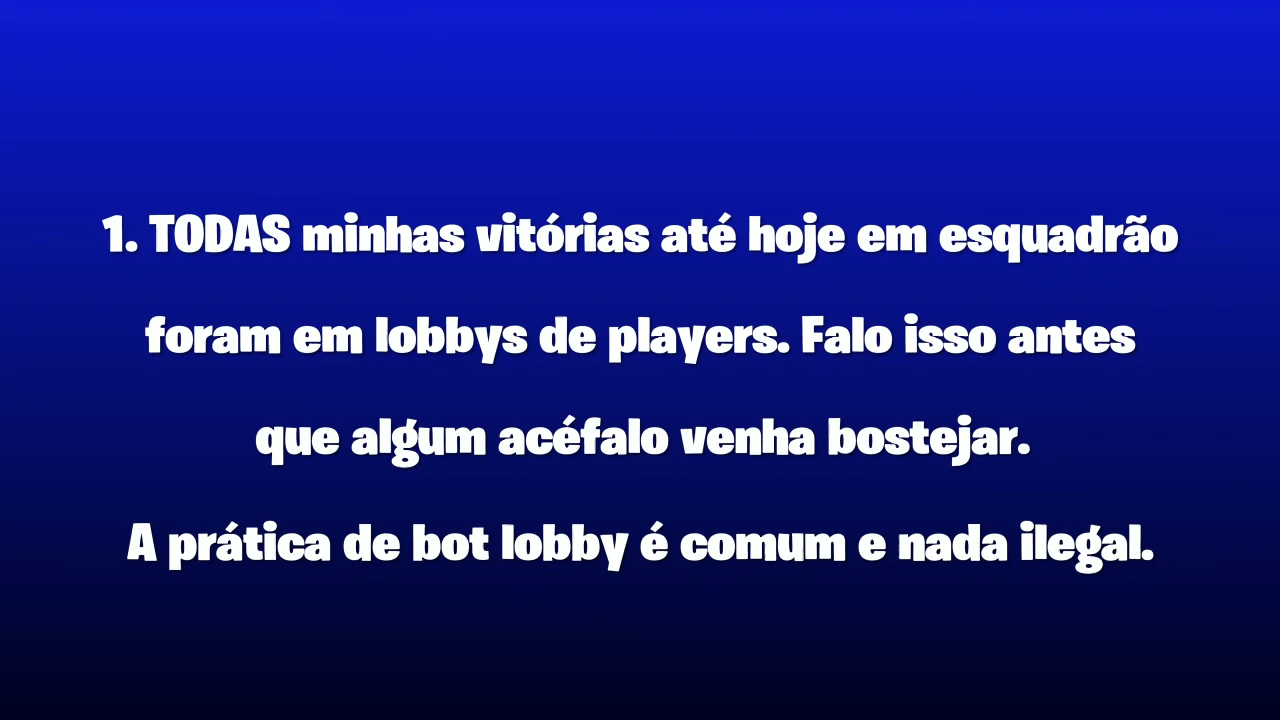 1. TODAS minhas vitórias até hoje em esquadrão
foram em lobbys de players. Falo isso antes
que algum acéfalo venha bostejar.
A prática de bot lobby é comum e nada ilegal.